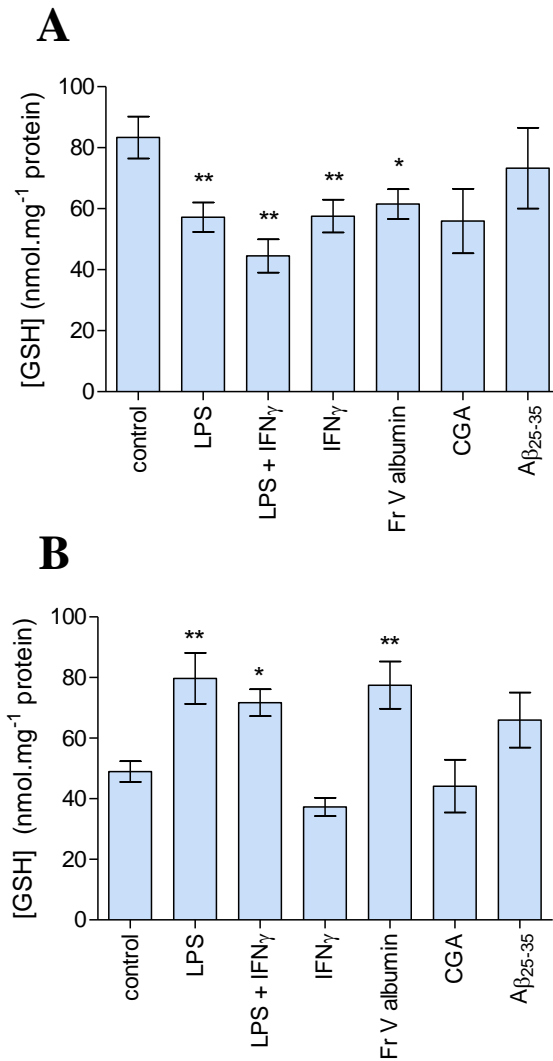 A
[GSH] (nmol.mg⁻¹ protein)
100
80
60
40
20
0
**
**
**
*
control
LPS
LPS + IFNγ
IFNγ
Fr V albumin
CGA
Aβ₂₅₋₃₅
B
[GSH] (nmol.mg⁻¹ protein)
100
80
60
40
20
0
**
*
**
control
LPS
LPS + IFNγ
IFNγ
Fr V albumin
CGA
Aβ₂₅₋₃₅